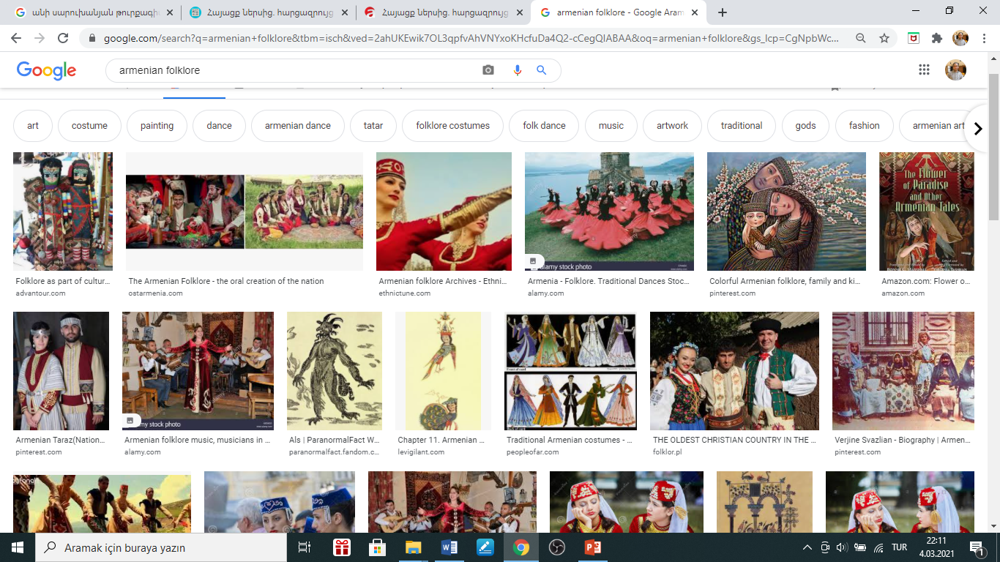 անի սարուխանյան թուրքագի
Հայացք ներսից. հարցազրույց
Հայացք ներսից. հարցազրույց
armenian folklore - Google Aram
google.com/search?q=armenian+folklore&tbm=isch&ved=2ahUKEwik7OL3qpfvAhVNYxoKHcfuDa4Q2-cCegQIABAA&oq=armenian+folklore&gs_lcp=CgNpbWc...
Google
armenian folklore
art
costume
painting
dance
armenian dance
tatar
folklore costumes
folk dance
music
artwork
traditional
gods
fashion
armenian art
The Flower
of Paradise
and Other
Armenian Tales
alamy stock photo
Folklore as part of cultur...
The Armenian Folklore - the oral creation of the nation
Armenian folklore Archives - Ethni...
Armenia - Folklore. Traditional Dances Stoc...
Colorful Armenian folklore, family and ki...
Amazon.com: Flower o...
advantour.com
ostarmenia.com
ethnictune.com
alamy.com
pinterest.com
amazon.com
Front of card
alamy stock photo
Back of card
Armenian Taraz(Nation...
Armenian folklore music, musicians in ...
Als | ParanormalFact W...
Chapter 11. Armenian ...
Traditional Armenian costumes - ...
THE OLDEST CHRISTIAN COUNTRY IN THE ...
Verjine Svazlian - Biography | Armen...
pinterest.com
alamy.com
paranormalfact.fandom.c...
levigilant.com
peopleofar.com
folklor.pl
pinterest.com
Aramak için buraya yazın
TUR
22:11
4.03.2021
1